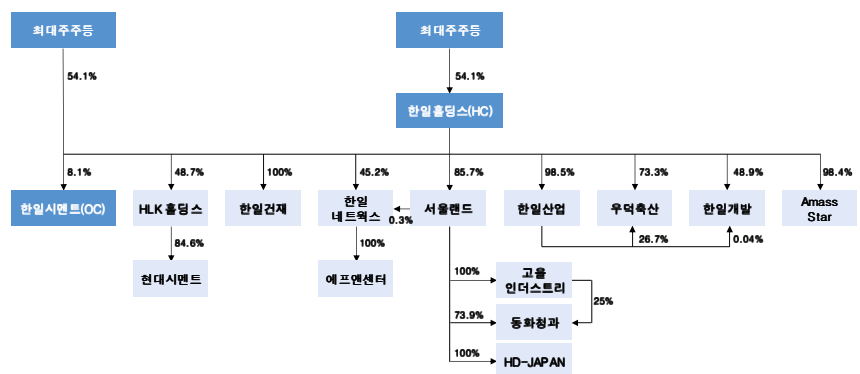 최대주주등
최대주주등
54.1%
54.1%
한일홀딩스(HC)
8.1%
48.7%
100%
45.2%
85.7%
98.5%
73.3%
48.9%
98.4%
한일시멘트(OC)
HLK홀딩스
한일건재
한일
네트웍스
0.3%
서울랜드
한일산업
우덕축산
한일개발
Amass
Star
26.7%
0.04%
84.6%
100%
현대시멘트
에프앤센터
100%
고을
인더스트리
25%
73.9%
동화청과
100%
HD-JAPAN